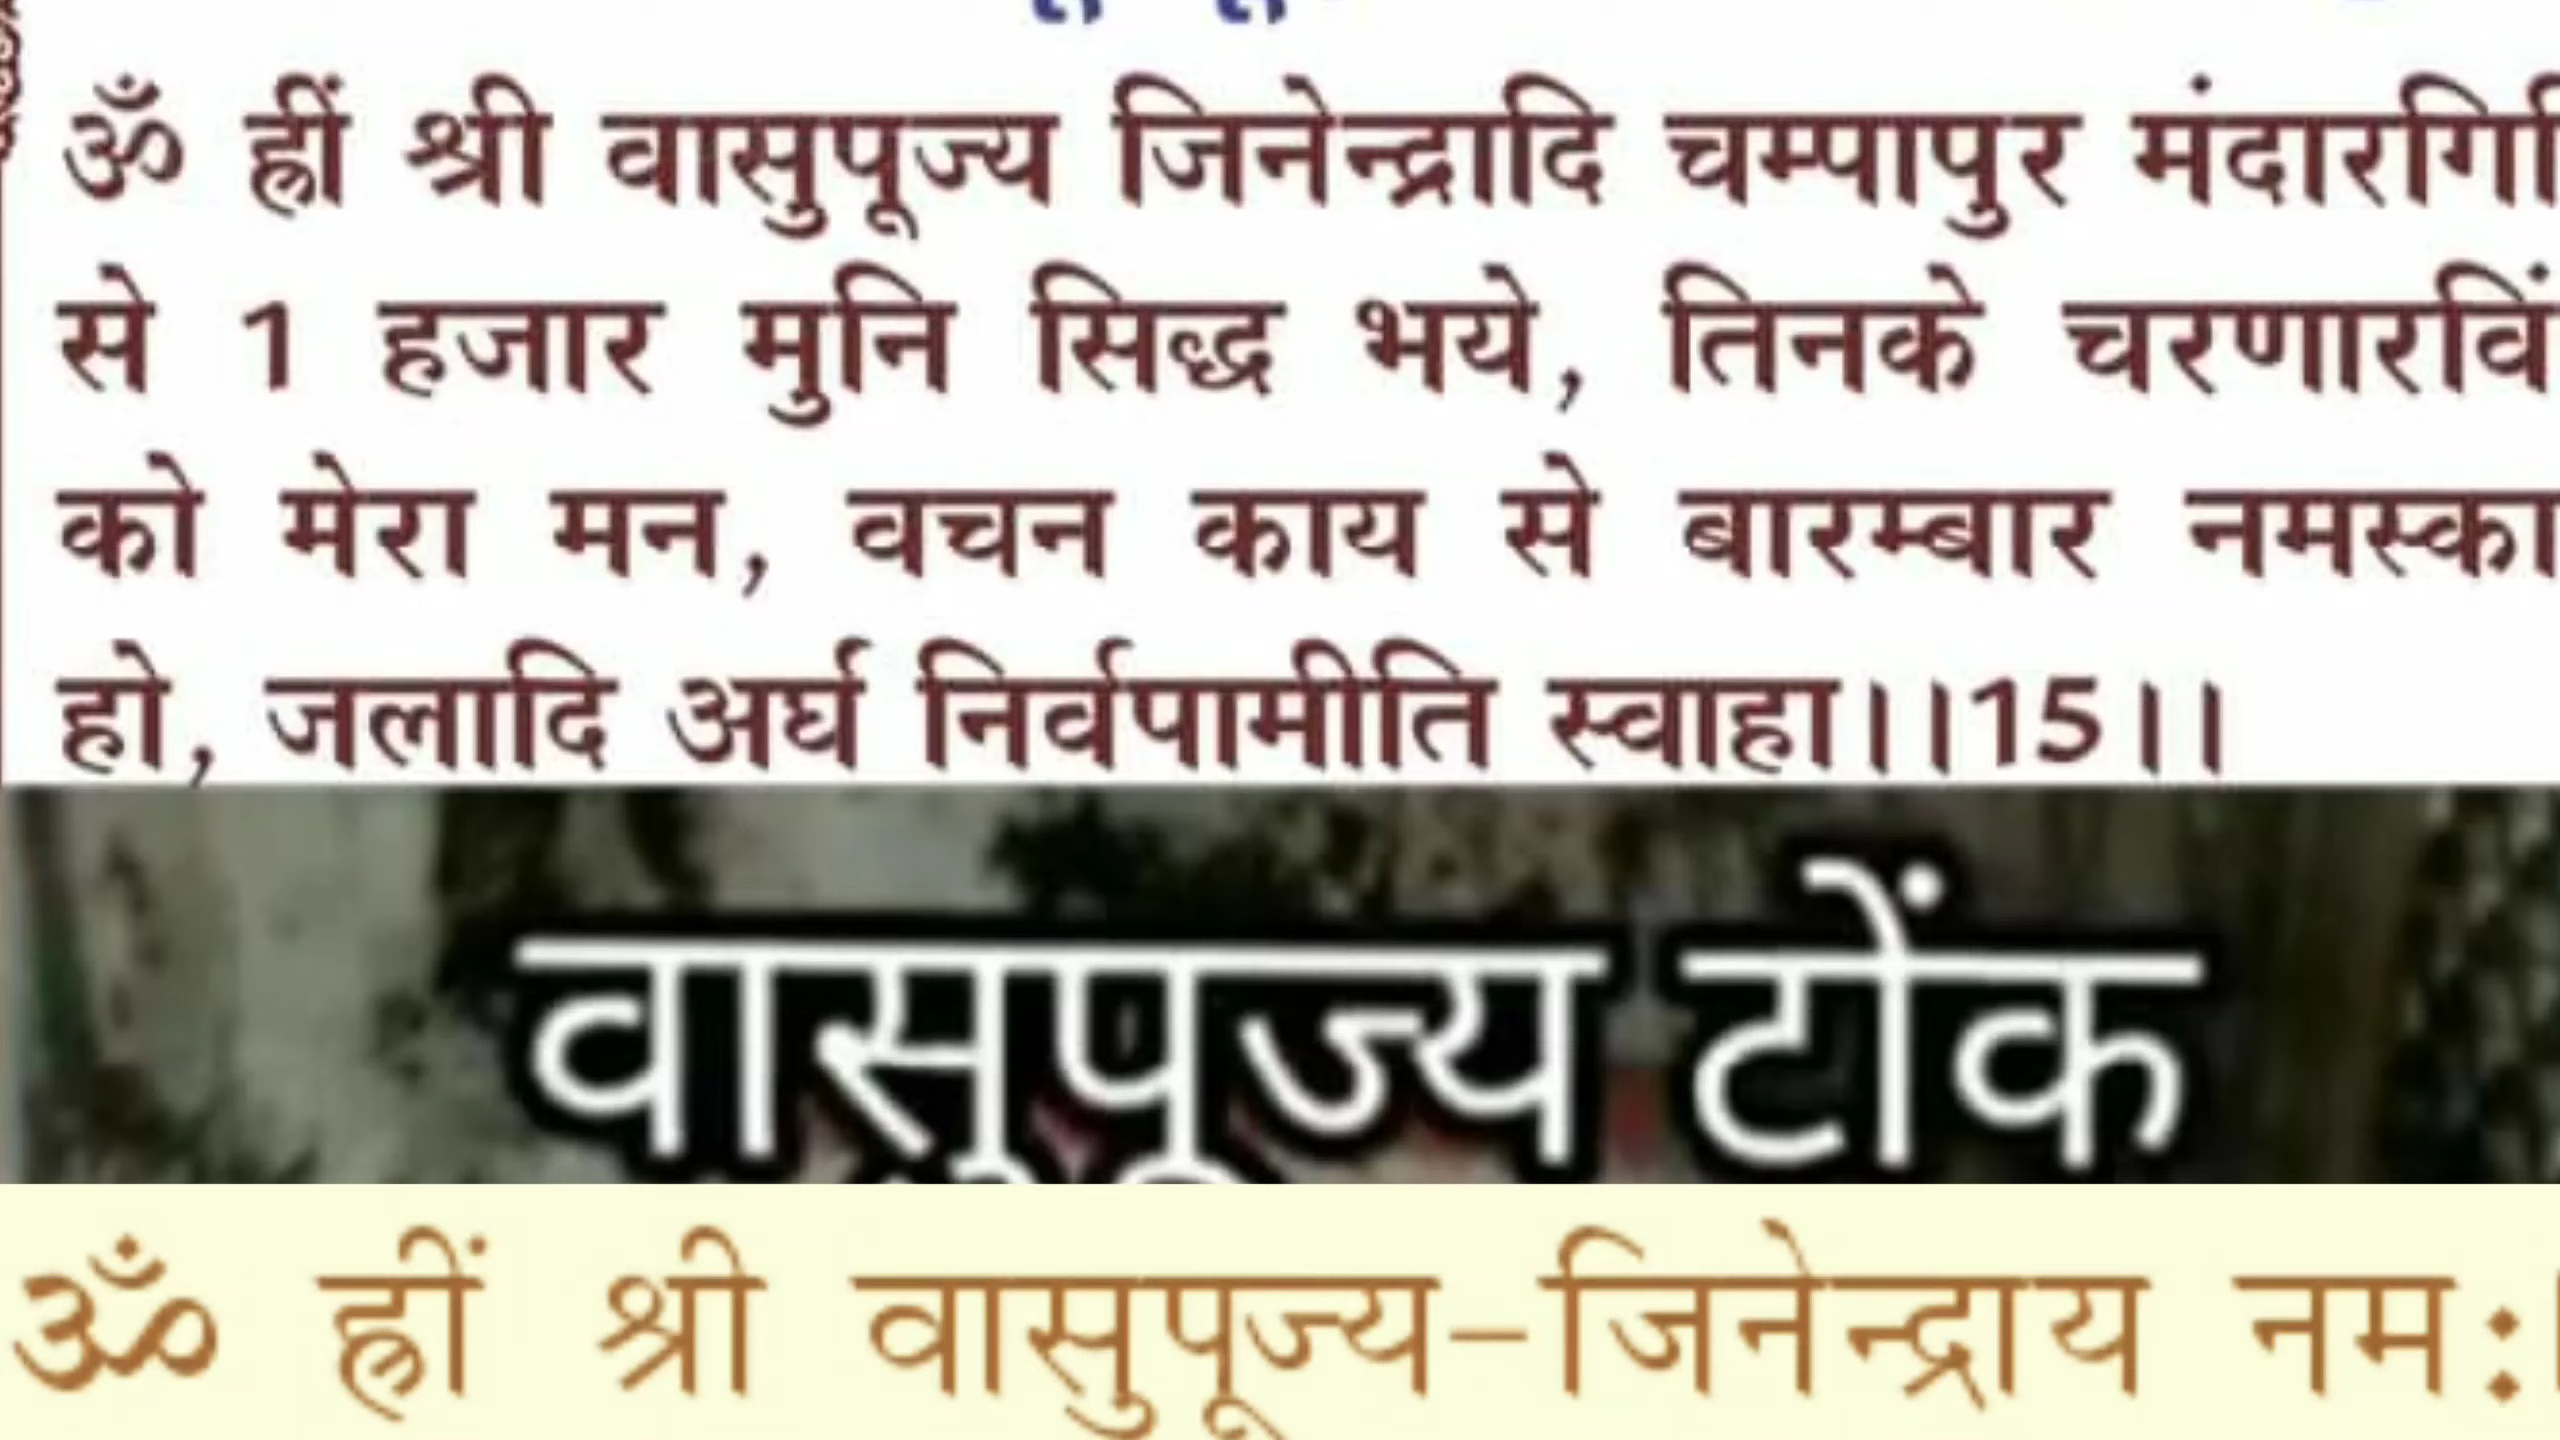 ॐ ह्रीं श्री वासुपूज्य जिनेन्द्रादि चम्पापुर मंदारगिि
से 1 हजार मुनि सिद्ध भये, तिनके चरणारविं
को मेरा मन, वचन काय से बारम्बार नमस्का
हो, जलादि अर्घ निर्वपामीति स्वाहा।।15।।
वासुपूज्य टोंक
ॐ ह्रीं श्री वासुपूज्य-जिनेन्द्राय नमः।